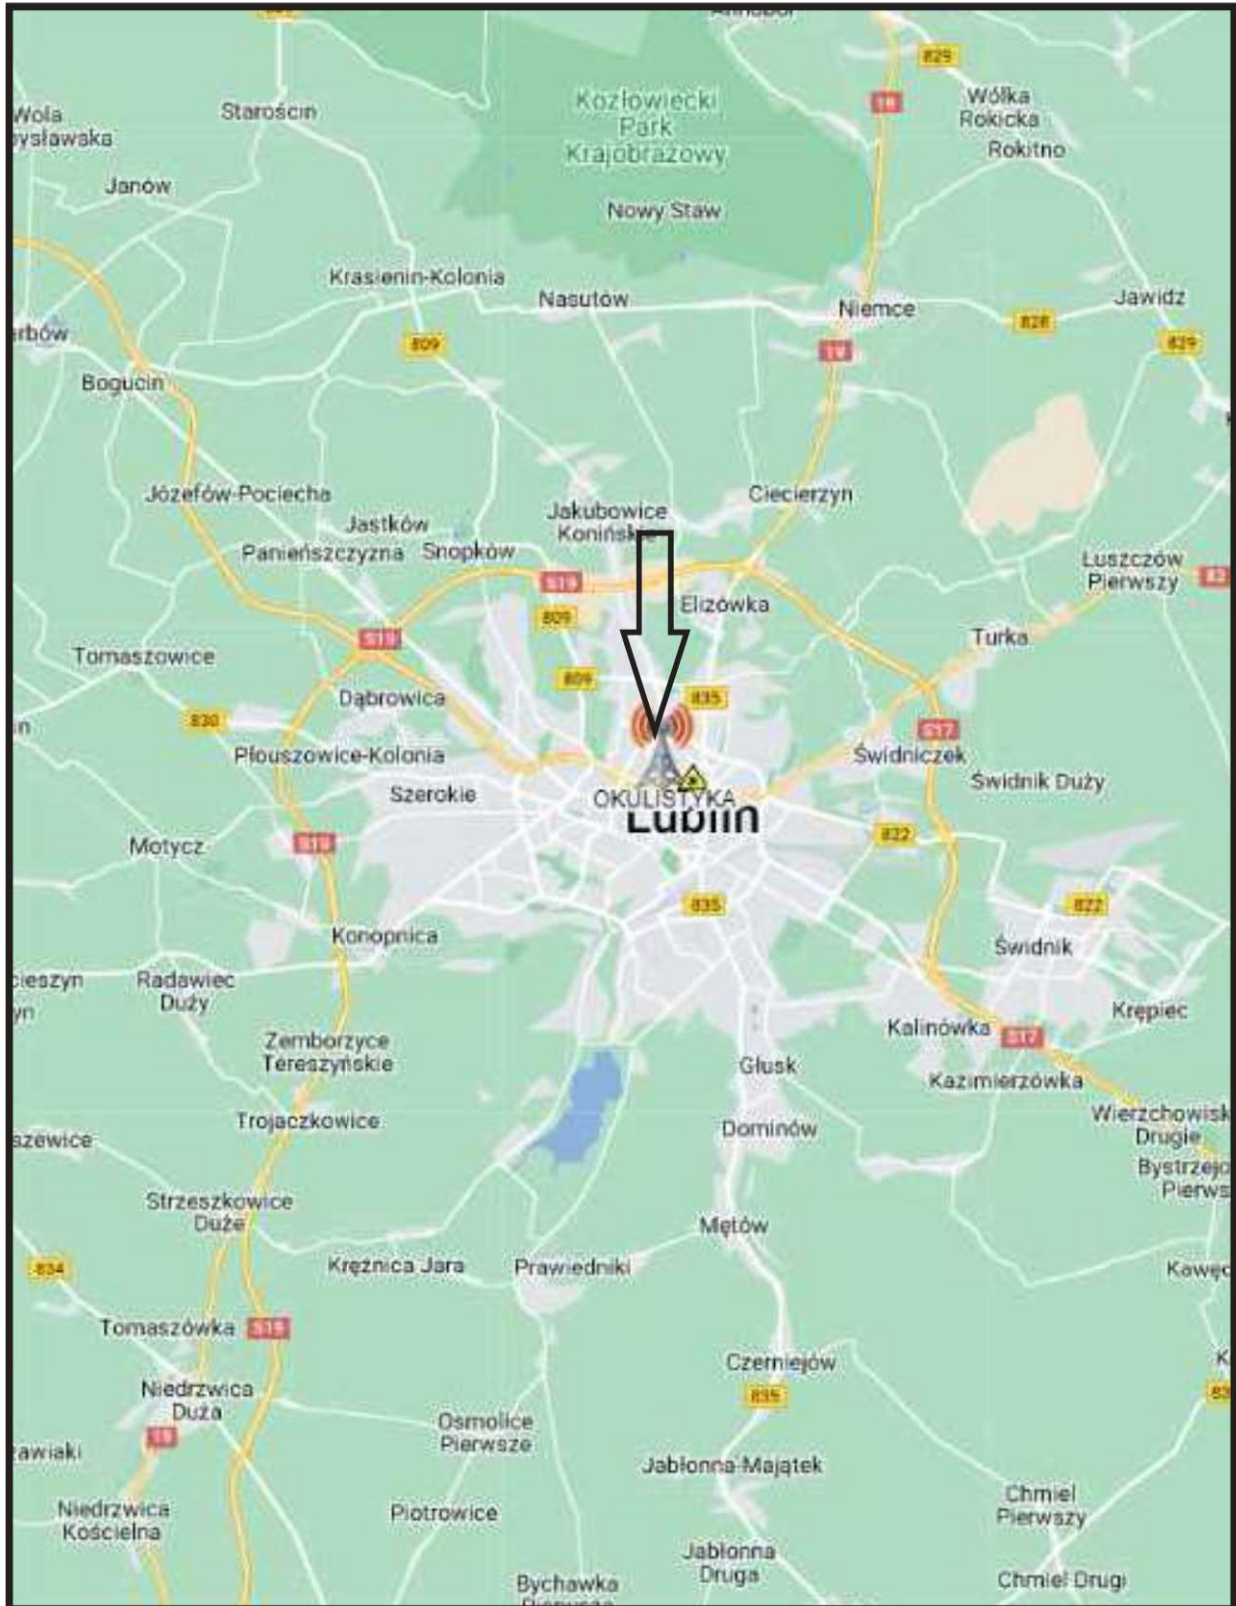 829
Wólka
Rokicka
Kozłowiecki
Park
Krajobrazowy
19
Wola
Starościn
Rokitno
Janów
Nowy Staw
Krasienin-Kolonia
Nasutów
Niemce
Jawidz
828
809
829
19
Bogucin
Józefów-Pociecha
Ciecierzyn
Jakubowice
Konińskie
Jastków
Panieńszczyzna
Snopków
Łuszczów
Pierwszy
S19
82
Elizówka
809
S19
Turka
Tomaszowice
809
835
Dąbrowica
830
S17
Płouszowice-Kolonia
Świdniczek
Świdnik Duży
Szerokie
OKULISTYKA
Lublin
822
Motycz
S19
835
822
Konopnica
Świdnik
Radawiec
Duży
Krępiec
Kalinówka
S17
Zemborzyce
Tereszyńskie
Głusk
Kazimierzówka
Trojaczkowice
Dominów
Drugie
Strzeszkowice
Duże
Mętów
Krężnica Jara
Prawiedniki
834
Tomaszówka
S19
Czerniejów
835
Niedrzwica
Duża
19
Osmolice
Pierwsze
Jabłonna-Majątek
Niedrzwica
Kościelna
Piotrowice
Chmiel
Pierwszy
Jabłonna
Druga
Bychawka
Chmiel Drugi